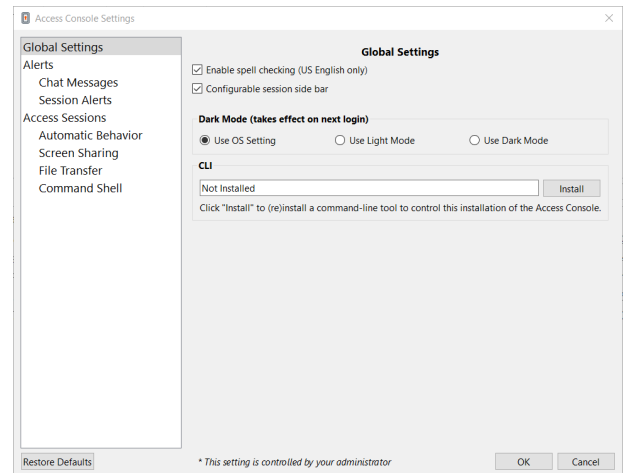 Access Console Settings
Global Settings
Alerts
Chat Messages
Session Alerts
Access Sessions
Automatic Behavior
Screen Sharing
File Transfer
Command Shell
Global Settings
Enable spell checking (US English only)
Configurable session side bar
Dark Mode (takes effect on next login)
Use OS Setting Use Light Mode Use Dark Mode
CLI
Not Installed Install
Click "Install" to (re)install a command-line tool to control this installation of the Access Console.
Restore Defaults * This setting is controlled by your administrator OK Cancel